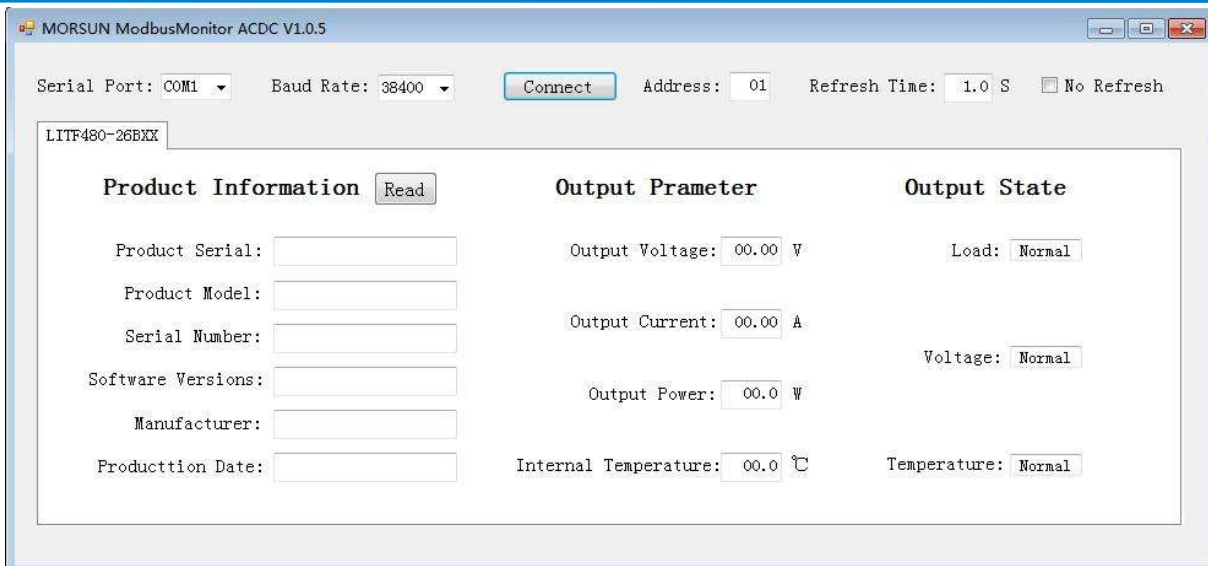 MORSUN ModbusMonitor ACDC V1.0.5
Serial Port: COM1 Baud Rate: 38400 Connect Address: 01 Refresh Time: 1.0 S No Refresh
LITF480-26BXX
Product Information Read Output Prameter Output State
Product Serial: Output Voltage: 00.00 V Load: Normal
Product Model:
Serial Number: Output Current: 00.00 A
Voltage: Normal
Software Versions: Output Power: 00.0 W
Manufacturer:
Producttion Date: Internal Temperature: 00.0 ℃ Temperature: Normal